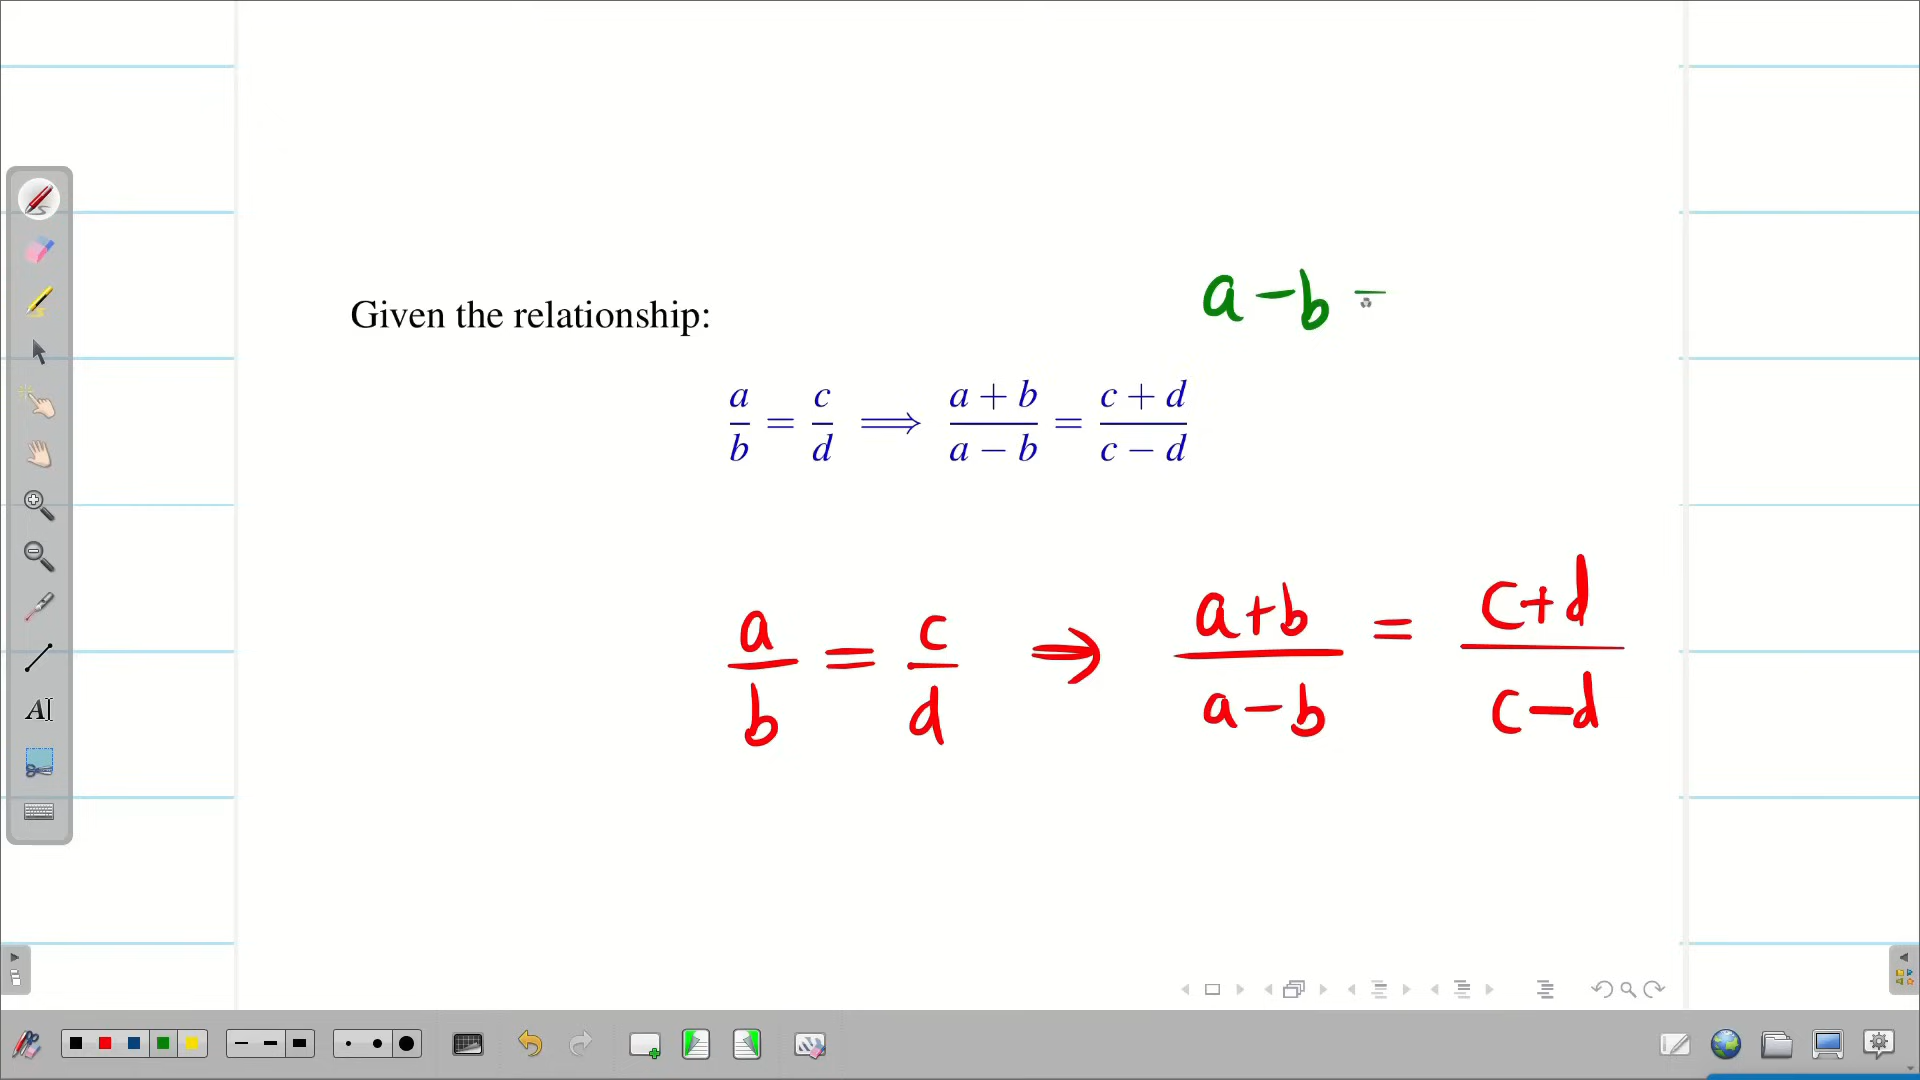 a - b =
Given the relationship:
a/b = c/d ⟹ (a + b)/(a − b) = (c + d)/(c − d)
a/b = c/d ⇒ (a+b)/(a-b) = (c+d)/(c-d)